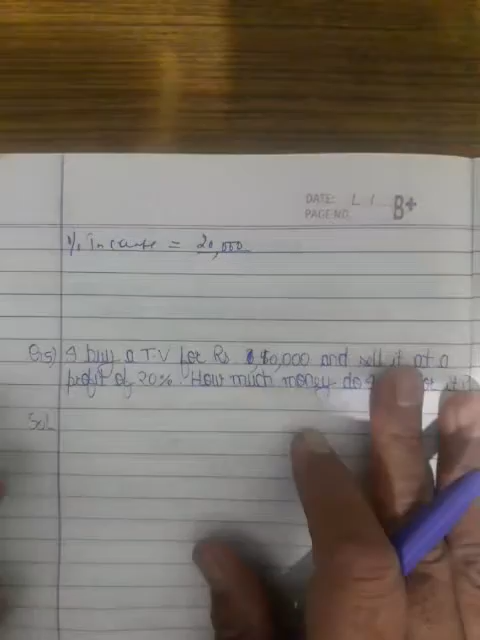 DATE: L L
PAGE NO.
B+
% Increase = 20,000
Q15) I buy a T.V for Rs 10,000 and sell it at a
profit of 20%. How much money do I
Sol